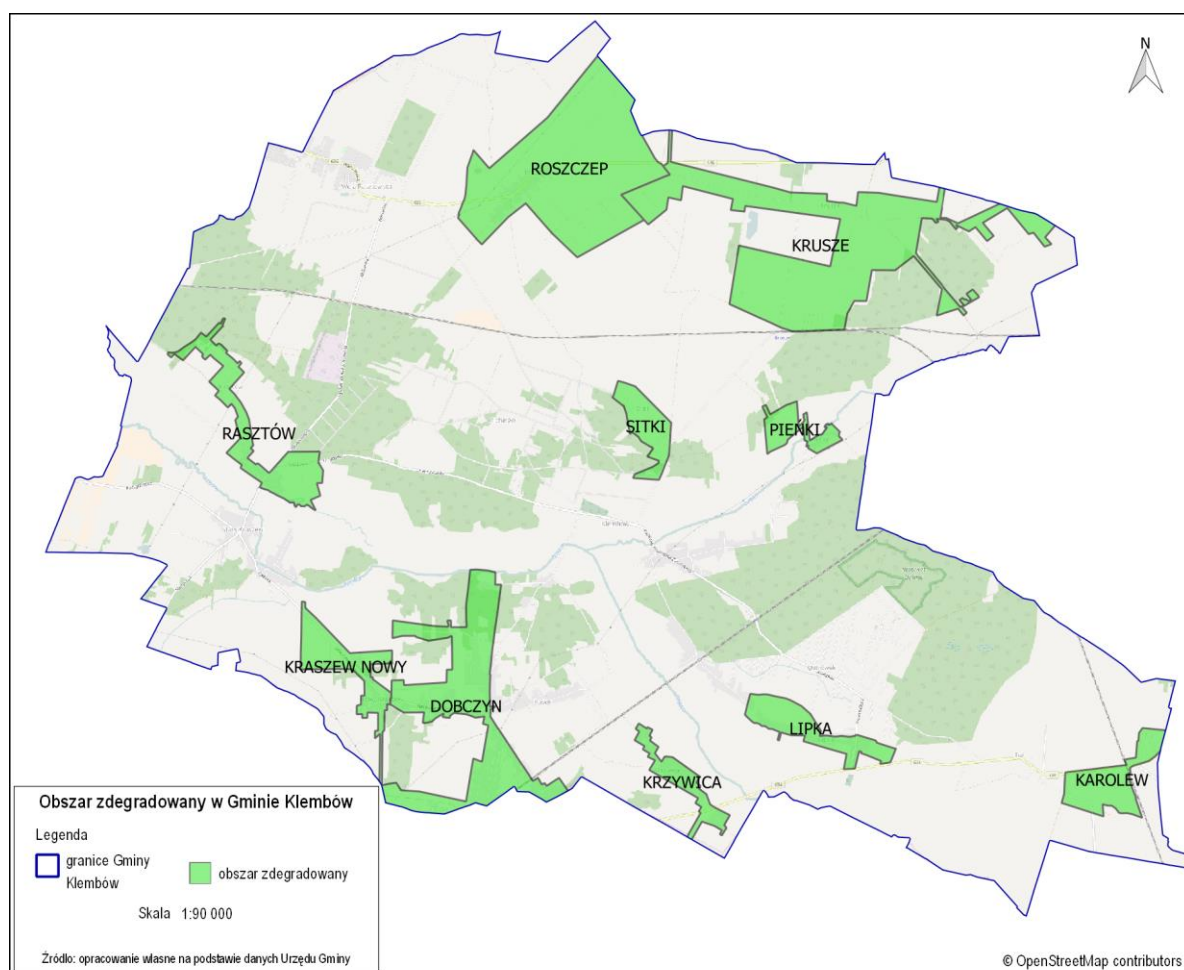 N
ROSZCZEP
KRUSZE
RASZTÓW
SITKI
PIEŃKI
KRASZEW NOWY
DOBCZYN
LIPKA
KRZYWICA
KAROLEW
Obszar zdegradowany w Gminie Klembów
Legenda
granice Gminy
Klembów
obszar zdegradowany
Skala 1:90 000
Źródło: opracowanie własne na podstawie danych Urzędu Gminy
© OpenStreetMap contributors